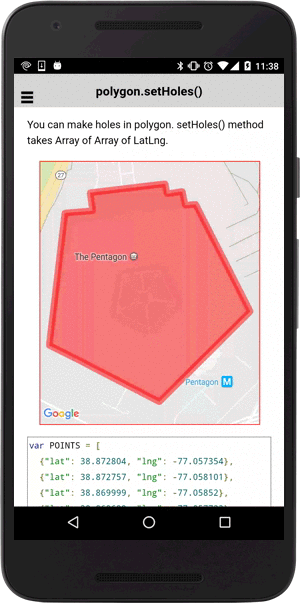 11:38
polygon.setHoles()
You can make holes in polygon. setHoles() method
takes Array of Array of LatLng.
27
The Pentagon
Pentagon M
Google
var POINTS = [
{"lat": 38.872804, "lng": -77.057354},
{"lat": 38.872757, "lng": -77.058101},
{"lat": 38.869999, "lng": -77.05852},